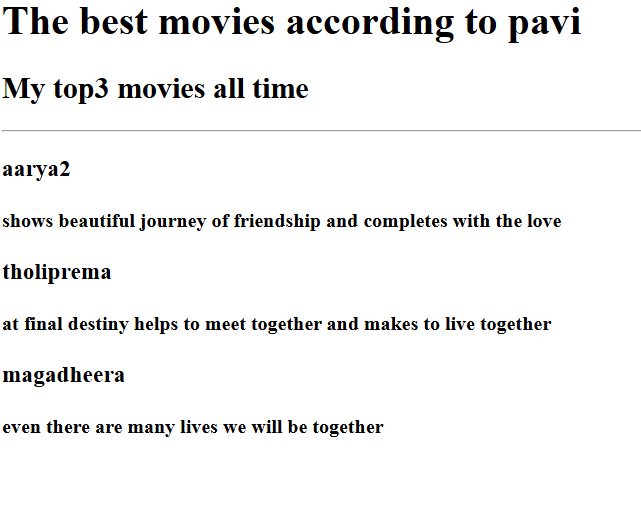 The best movies according to pavi
My top3 movies all time
aarya2
shows beautiful journey of friendship and completes with the love
tholiprema
at final destiny helps to meet together and makes to live together
magadheera
even there are many lives we will be together